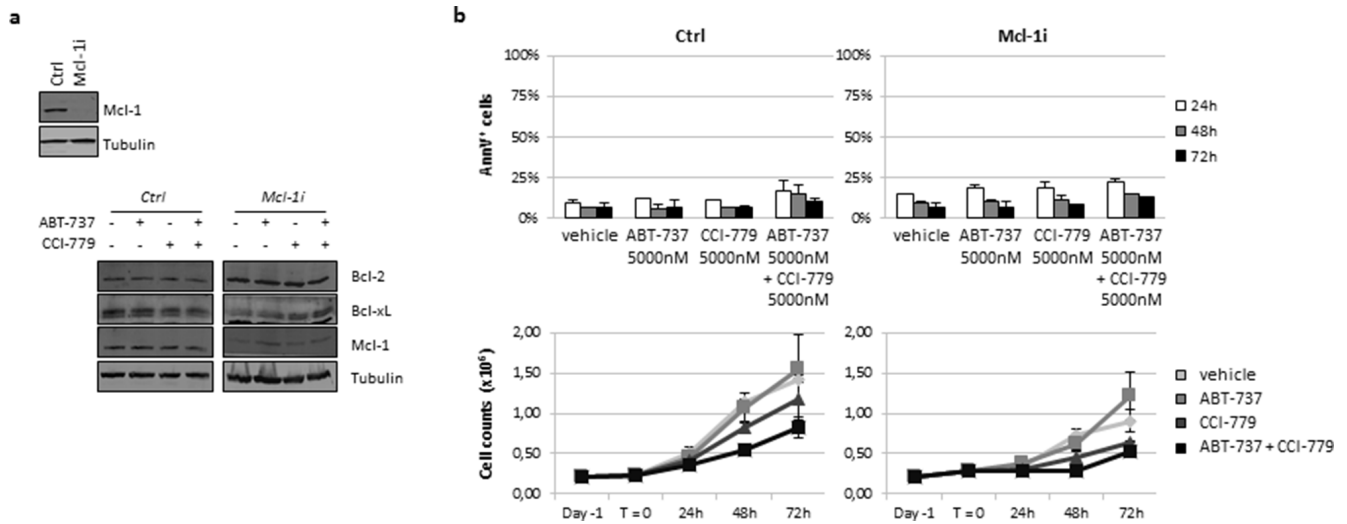 a
Ctrl
Mcl-1i
Mcl-1
Tubulin
Ctrl Mcl-1i
ABT-737 - + - + - + - +
CCI-779 - - + + - - + +
Bcl-2
Bcl-xL
Mcl-1
Tubulin
b
Ctrl
100%
75%
50%
25%
0%
AnnV⁺ cells
vehicle
ABT-737
5000nM
CCI-779
5000nM
ABT-737
5000nM
+ CCI-779
5000nM
Mcl-1i
100%
75%
50%
25%
0%
vehicle
ABT-737
5000nM
CCI-779
5000nM
ABT-737
5000nM
+ CCI-779
5000nM
24h
48h
72h
2,00
1,50
1,00
0,50
0,00
Cell counts (x10⁶)
Day -1 T = 0 24h 48h 72h
2,00
1,50
1,00
0,50
0,00
Day -1 T = 0 24h 48h 72h
vehicle
ABT-737
CCI-779
ABT-737 + CCI-779